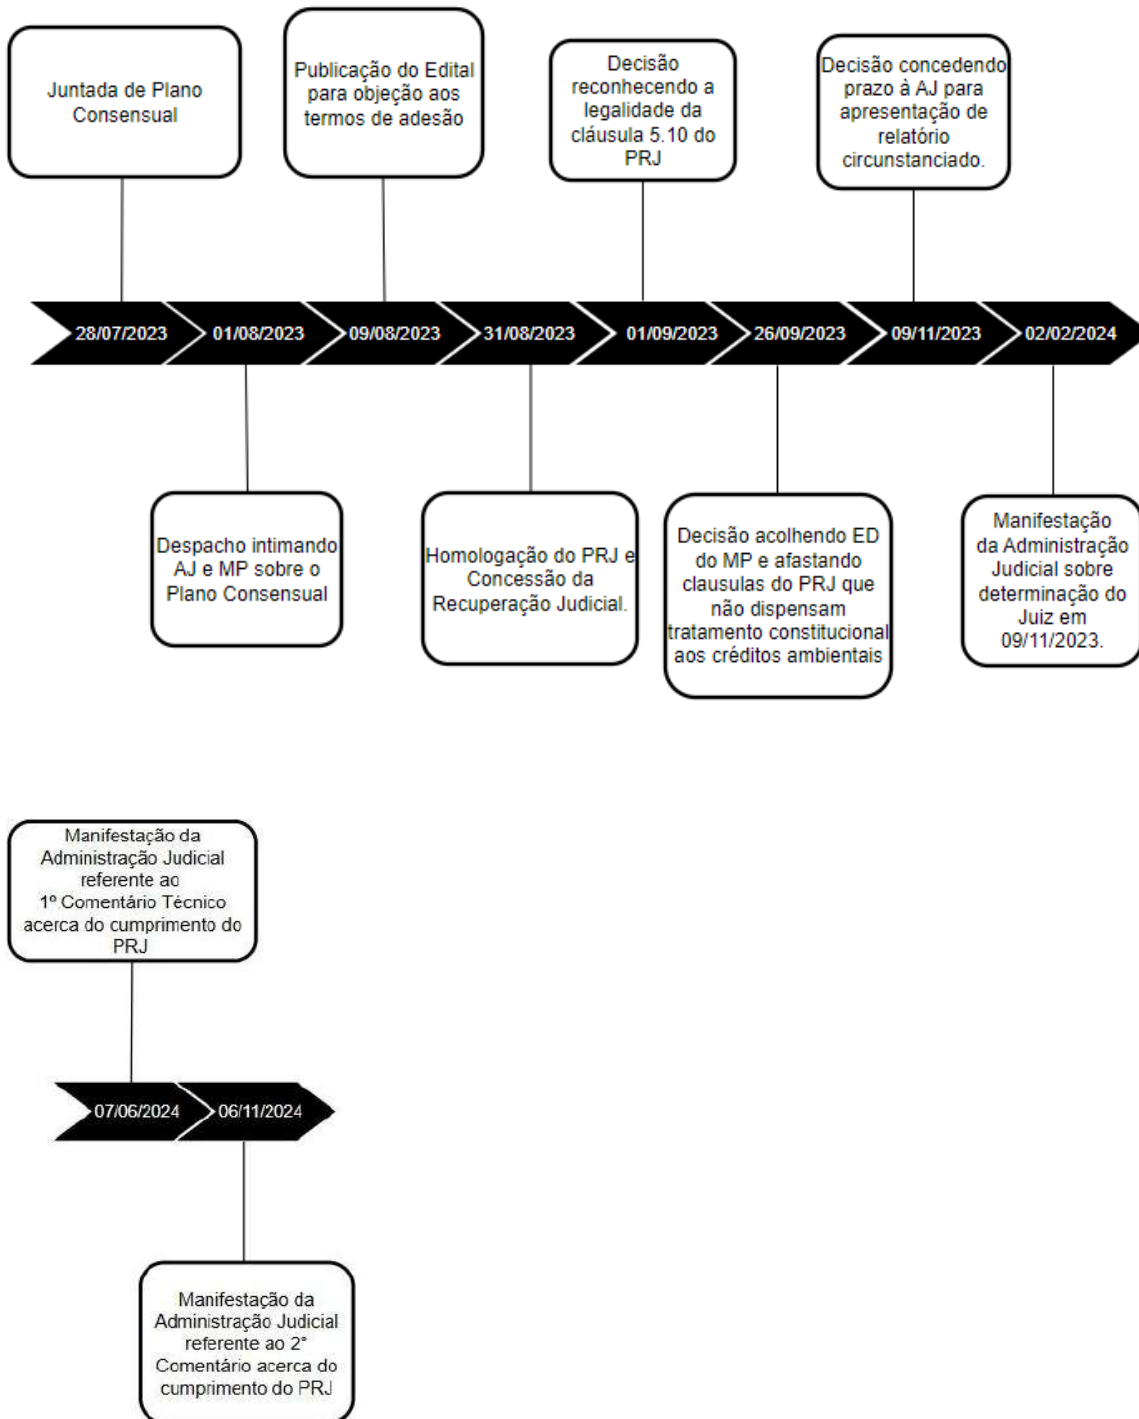 Juntada de Plano
Consensual
Publicação do Edital
para objeção aos
termos de adesão
Decisão
reconhecendo a
legalidade da
cláusula 5.10 do
PRJ
Decisão concedendo
prazo à AJ para
apresentação de
relatório
circunstanciado.
28/07/2023
01/08/2023
09/08/2023
31/08/2023
01/09/2023
26/09/2023
09/11/2023
02/02/2024
Despacho intimando
AJ e MP sobre o
Plano Consensual
Homologação do PRJ e
Concessão da
Recuperação Judicial.
Decisão acolhendo ED
do MP e afastando
clausulas do PRJ que
não dispensam
tratamento constitucional
aos créditos ambientais
Manifestação
da Administração
Judicial sobre
determinação do
Juiz em
09/11/2023.
Manifestação da
Administração Judicial
referente ao
1º Comentário Técnico
acerca do cumprimento do
PRJ
07/06/2024
06/11/2024
Manifestação da
Administração Judicial
referente ao 2°
Comentário acerca do
cumprimento do PRJ